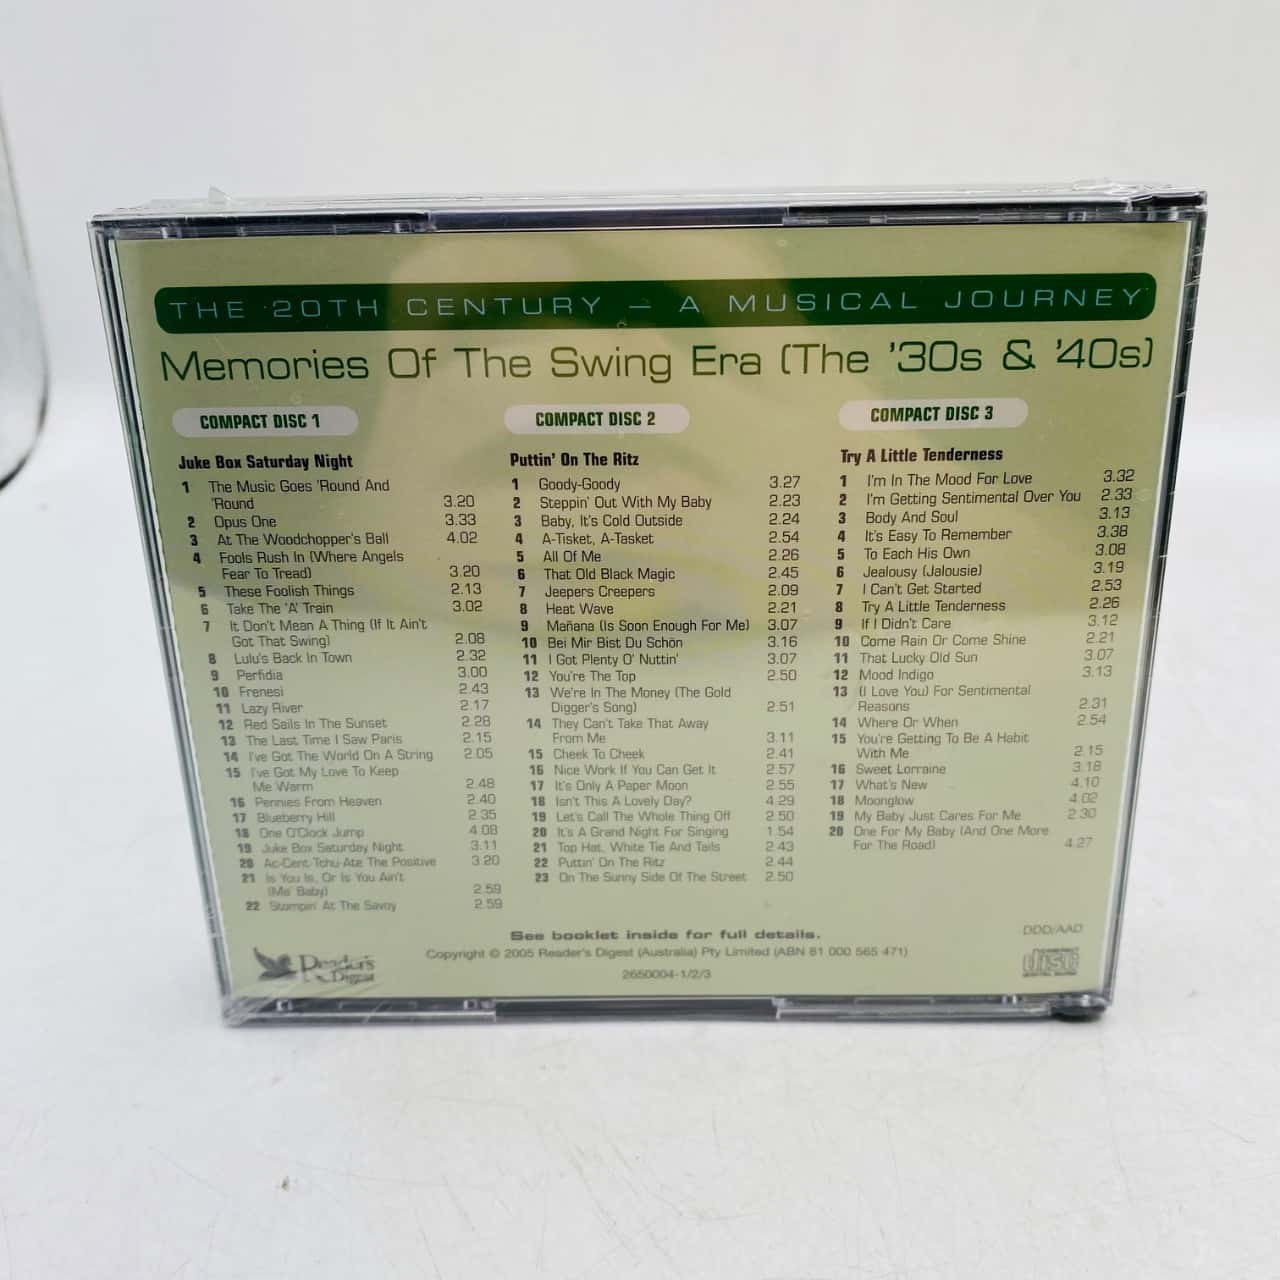 THE 20TH CENTURY – A MUSICAL JOURNEY
Memories Of The Swing Era (The '30s & '40s)
COMPACT DISC 1
Juke Box Saturday Night
1 The Music Goes 'Round And
'Round 3.20
2 Opus One 3.33
3 At The Woodchopper's Ball 4.02
4 Fools Rush In (Where Angels
Fear To Tread) 3.20
5 These Foolish Things 2.13
6 Take The 'A' Train 3.02
7 It Don't Mean A Thing (If It Ain't
Got That Swing) 2.08
8 Lulu's Back In Town 2.32
9 Perfidia 3.00
10 Frenesi 2.43
11 Lazy River 2.17
12 Red Sails In The Sunset 2.28
13 The Last Time I Saw Paris 2.15
14 I've Got The World On A String 2.05
15 I've Got My Love To Keep
Me Warm 2.48
16 Pennies From Heaven 2.40
17 Blueberry Hill 2.35
18 One O'Clock Jump 4.08
19 Juke Box Saturday Night 3.11
20 Ac-Cent-Tchu-Ate The Positive 3.20
21 Is You Is, Or Is You Ain't
(Ma' Baby) 2.59
22 Stompin' At The Savoy 2.59
COMPACT DISC 2
Puttin' On The Ritz
1 Goody-Goody 3.27
2 Steppin' Out With My Baby 2.23
3 Baby, It's Cold Outside 2.24
4 A-Tisket, A-Tasket 2.54
5 All Of Me 2.26
6 That Old Black Magic 2.45
7 Jeepers Creepers 2.09
8 Heat Wave 2.21
9 Mañana (Is Soon Enough For Me) 3.07
10 Bei Mir Bist Du Schön 3.16
11 I Got Plenty O' Nuttin' 3.07
12 You're The Top 2.50
13 We're In The Money (The Gold
Digger's Song) 2.51
14 They Can't Take That Away
From Me 3.11
15 Cheek To Cheek 2.41
16 Nice Work If You Can Get It 2.57
17 It's Only A Paper Moon 2.55
18 Isn't This A Lovely Day? 4.29
19 Let's Call The Whole Thing Off 2.50
20 It's A Grand Night For Singing 1.54
21 Top Hat, White Tie And Tails 2.43
22 Puttin' On The Ritz 2.44
23 On The Sunny Side Of The Street 2.50
COMPACT DISC 3
Try A Little Tenderness
1 I'm In The Mood For Love 3.32
2 I'm Getting Sentimental Over You 2.33
3 Body And Soul 3.13
4 It's Easy To Remember 3.38
5 To Each His Own 3.08
6 Jealousy (Jalousie) 3.19
7 I Can't Get Started 2.53
8 Try A Little Tenderness 2.26
9 If I Didn't Care 3.12
10 Come Rain Or Come Shine 2.21
11 That Lucky Old Sun 3.07
12 Mood Indigo 3.13
13 (I Love You) For Sentimental
Reasons 2.31
14 Where Or When 2.54
15 You're Getting To Be A Habit
With Me 2.15
16 Sweet Lorraine 3.18
17 What's New 4.10
18 Moonglow 4.02
19 My Baby Just Cares For Me 2.30
20 One For My Baby (And One More
For The Road) 4.27
See booklet inside for full details.
Copyright © 2005 Reader's Digest (Australia) Pty Limited (ABN 81 000 565 471)
2650004-1/2/3
Reader's
Digest
DDD/AAD
COMPACT
disc
DIGITAL AUDIO